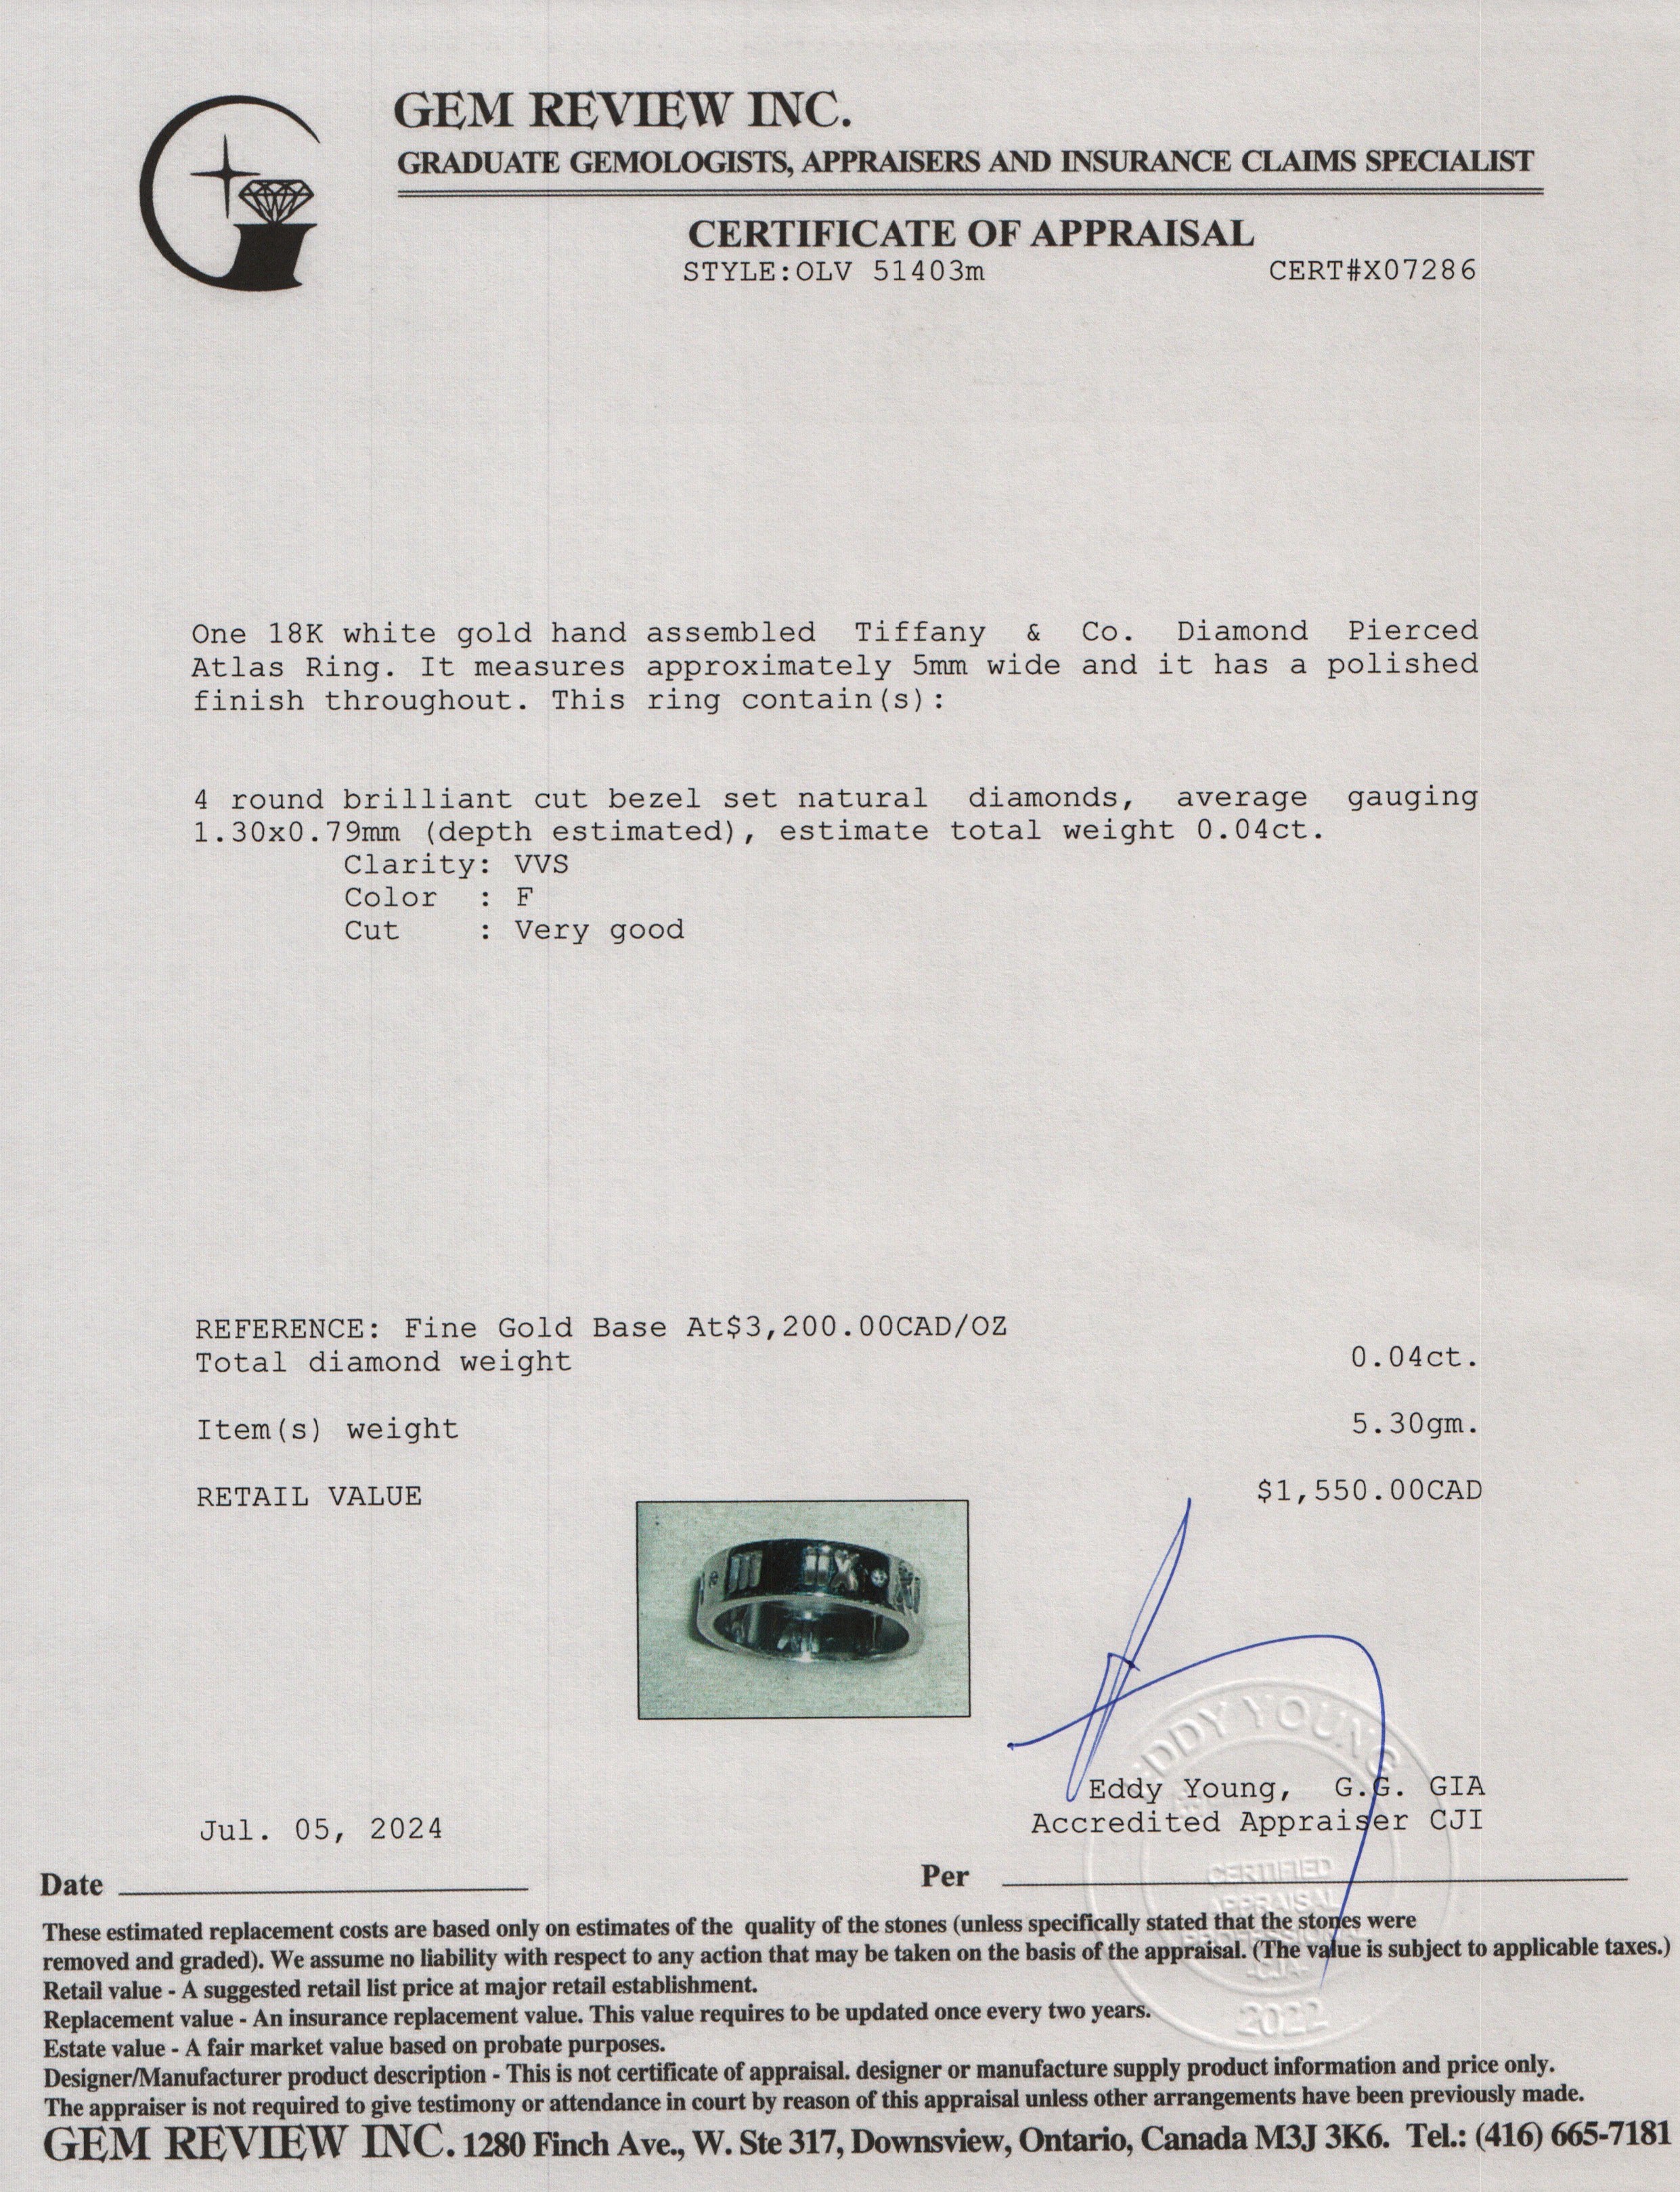 GEM REVIEW INC.
GRADUATE GEMOLOGISTS, APPRAISERS AND INSURANCE CLAIMS SPECIALIST
CERTIFICATE OF APPRAISAL
STYLE:OLV 51403m CERT#X07286
One 18K white gold hand assembled Tiffany & Co. Diamond Pierced
Atlas Ring. It measures approximately 5mm wide and it has a polished
finish throughout. This ring contain(s):
4 round brilliant cut bezel set natural diamonds, average gauging
1.30x0.79mm (depth estimated), estimate total weight 0.04ct.
Clarity: VVS
Color : F
Cut : Very good
REFERENCE: Fine Gold Base At$3,200.00CAD/OZ
Total diamond weight 0.04ct.
Item(s) weight 5.30gm.
RETAIL VALUE $1,550.00CAD
EDDY YOUNG
Eddy Young, G.G. GIA
Accredited Appraiser CJI
Jul. 05, 2024
Date
Per
CERTIFIED
APPRAISAL
2022
These estimated replacement costs are based only on estimates of the quality of the stones (unless specifically stated that the stones were
removed and graded). We assume no liability with respect to any action that may be taken on the basis of the appraisal. (The value is subject to applicable taxes.)
Retail value - A suggested retail list price at major retail establishment.
Replacement value - An insurance replacement value. This value requires to be updated once every two years.
Estate value - A fair market value based on probate purposes.
Designer/Manufacturer product description - This is not certificate of appraisal. designer or manufacture supply product information and price only.
The appraiser is not required to give testimony or attendance in court by reason of this appraisal unless other arrangements have been previously made.
GEM REVIEW INC. 1280 Finch Ave., W. Ste 317, Downsview, Ontario, Canada M3J 3K6. Tel.: (416) 665-7181